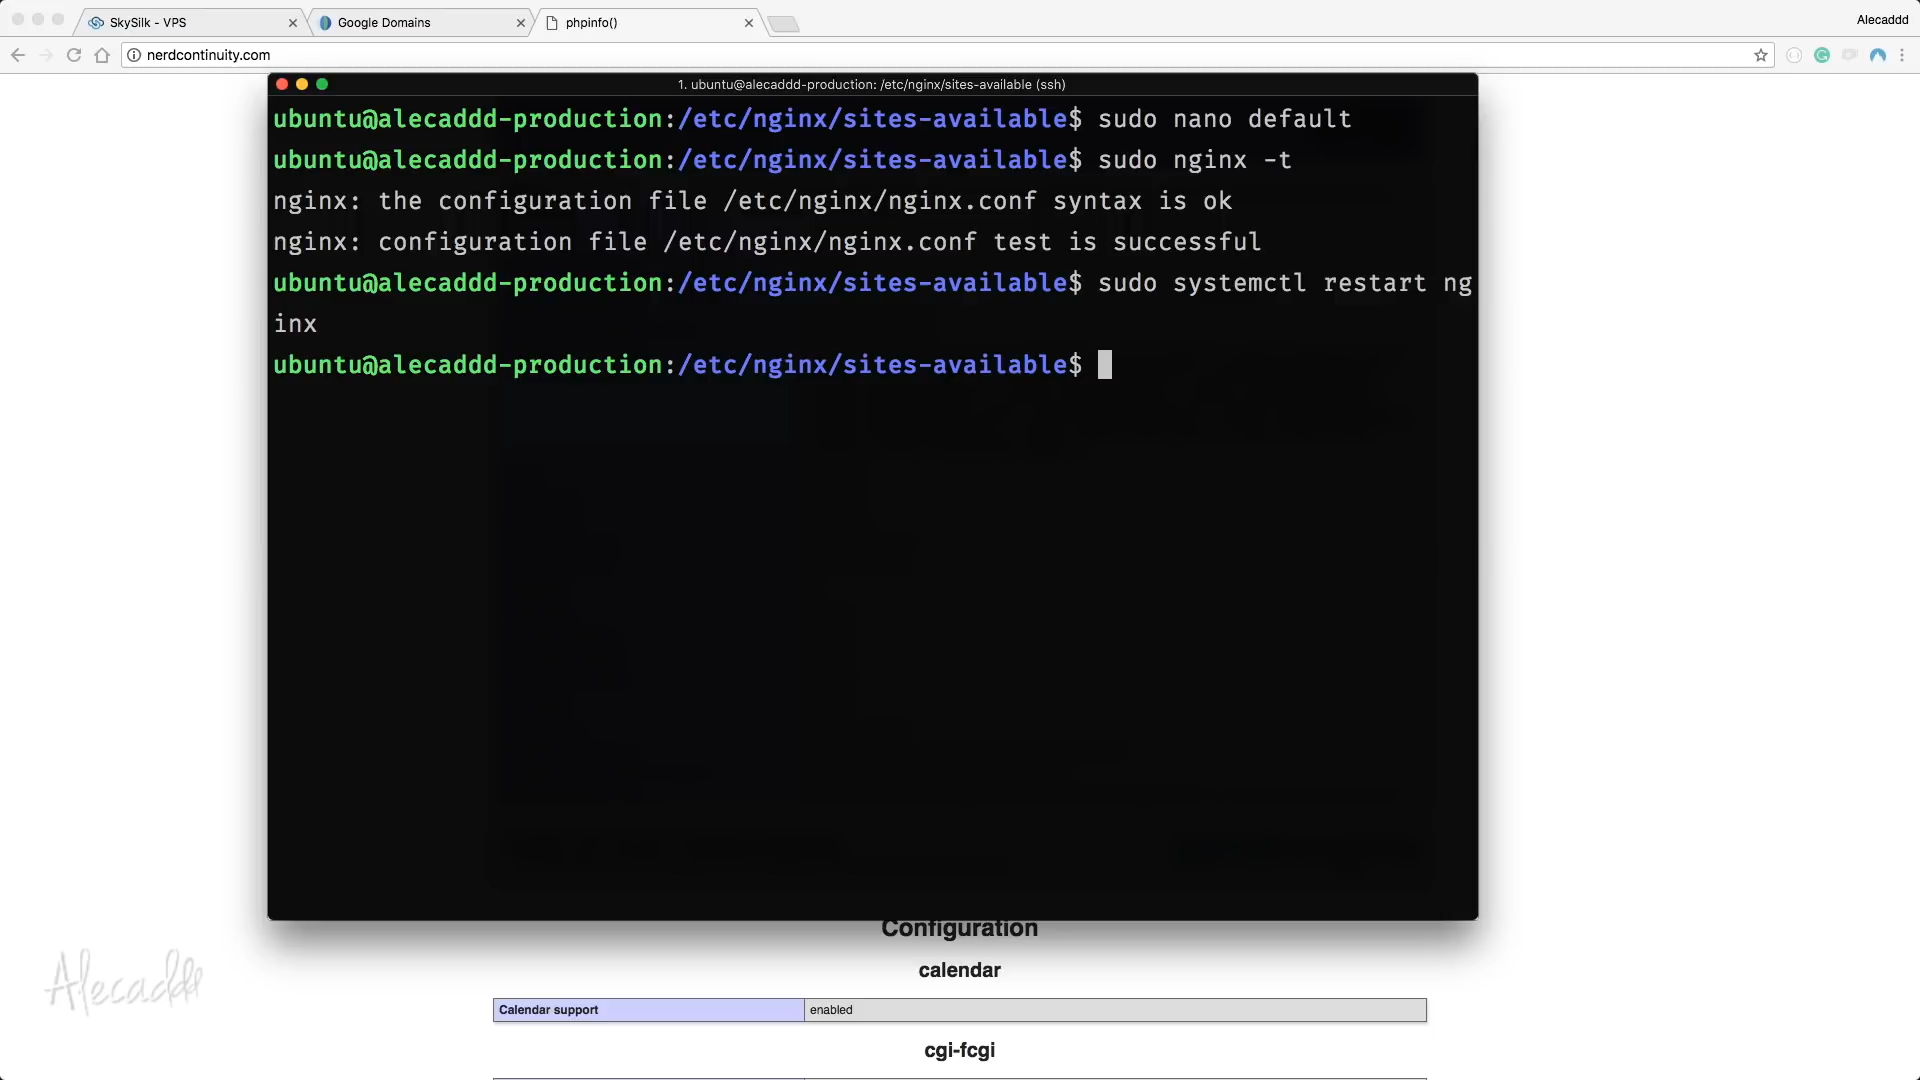 SkySilk - VPS
Google Domains
phpinfo()
Alecaddd
nerdcontinuity.com
1. ubuntu@alecaddd-production: /etc/nginx/sites-available (ssh)
ubuntu@alecaddd-production:/etc/nginx/sites-available$ sudo nano default
ubuntu@alecaddd-production:/etc/nginx/sites-available$ sudo nginx -t
nginx: the configuration file /etc/nginx/nginx.conf syntax is ok
nginx: configuration file /etc/nginx/nginx.conf test is successful
ubuntu@alecaddd-production:/etc/nginx/sites-available$ sudo systemctl restart ng
inx
ubuntu@alecaddd-production:/etc/nginx/sites-available$
Configuration
calendar
Calendar support enabled
cgi-fcgi
Alecaddd